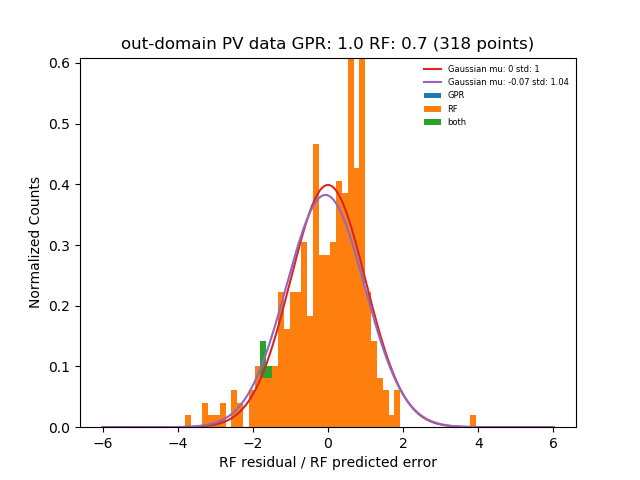 out-domain PV data GPR: 1.0 RF: 0.7 (318 points)
Gaussian mu: 0 std: 1
Gaussian mu: -0.07 std: 1.04
GPR
RF
both
Normalized Counts
0.6
0.5
0.4
0.3
0.2
0.1
0.0
−6 −4 −2 0 2 4 6
RF residual / RF predicted error